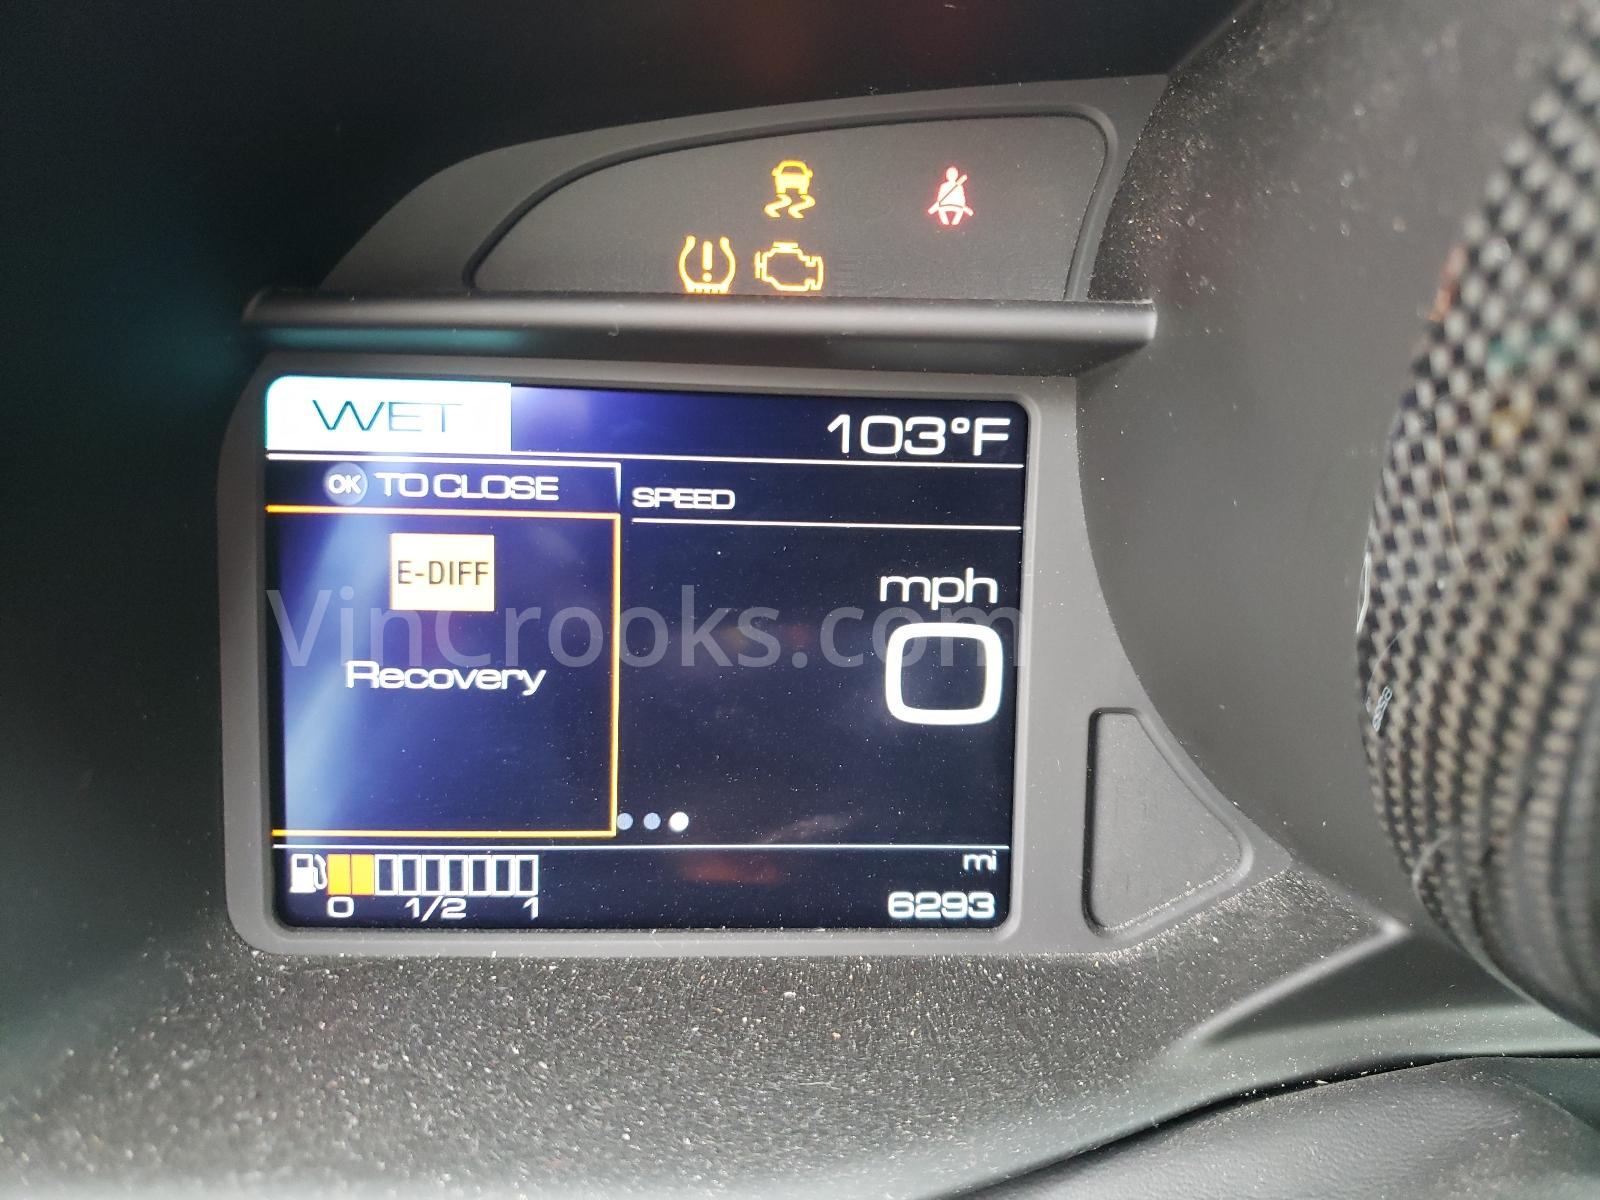 WET
103°F
OK TO CLOSE
SPEED
E-DIFF
mph
VinCrooks.com
0
Recovery
mi
0 1/2 1
6293